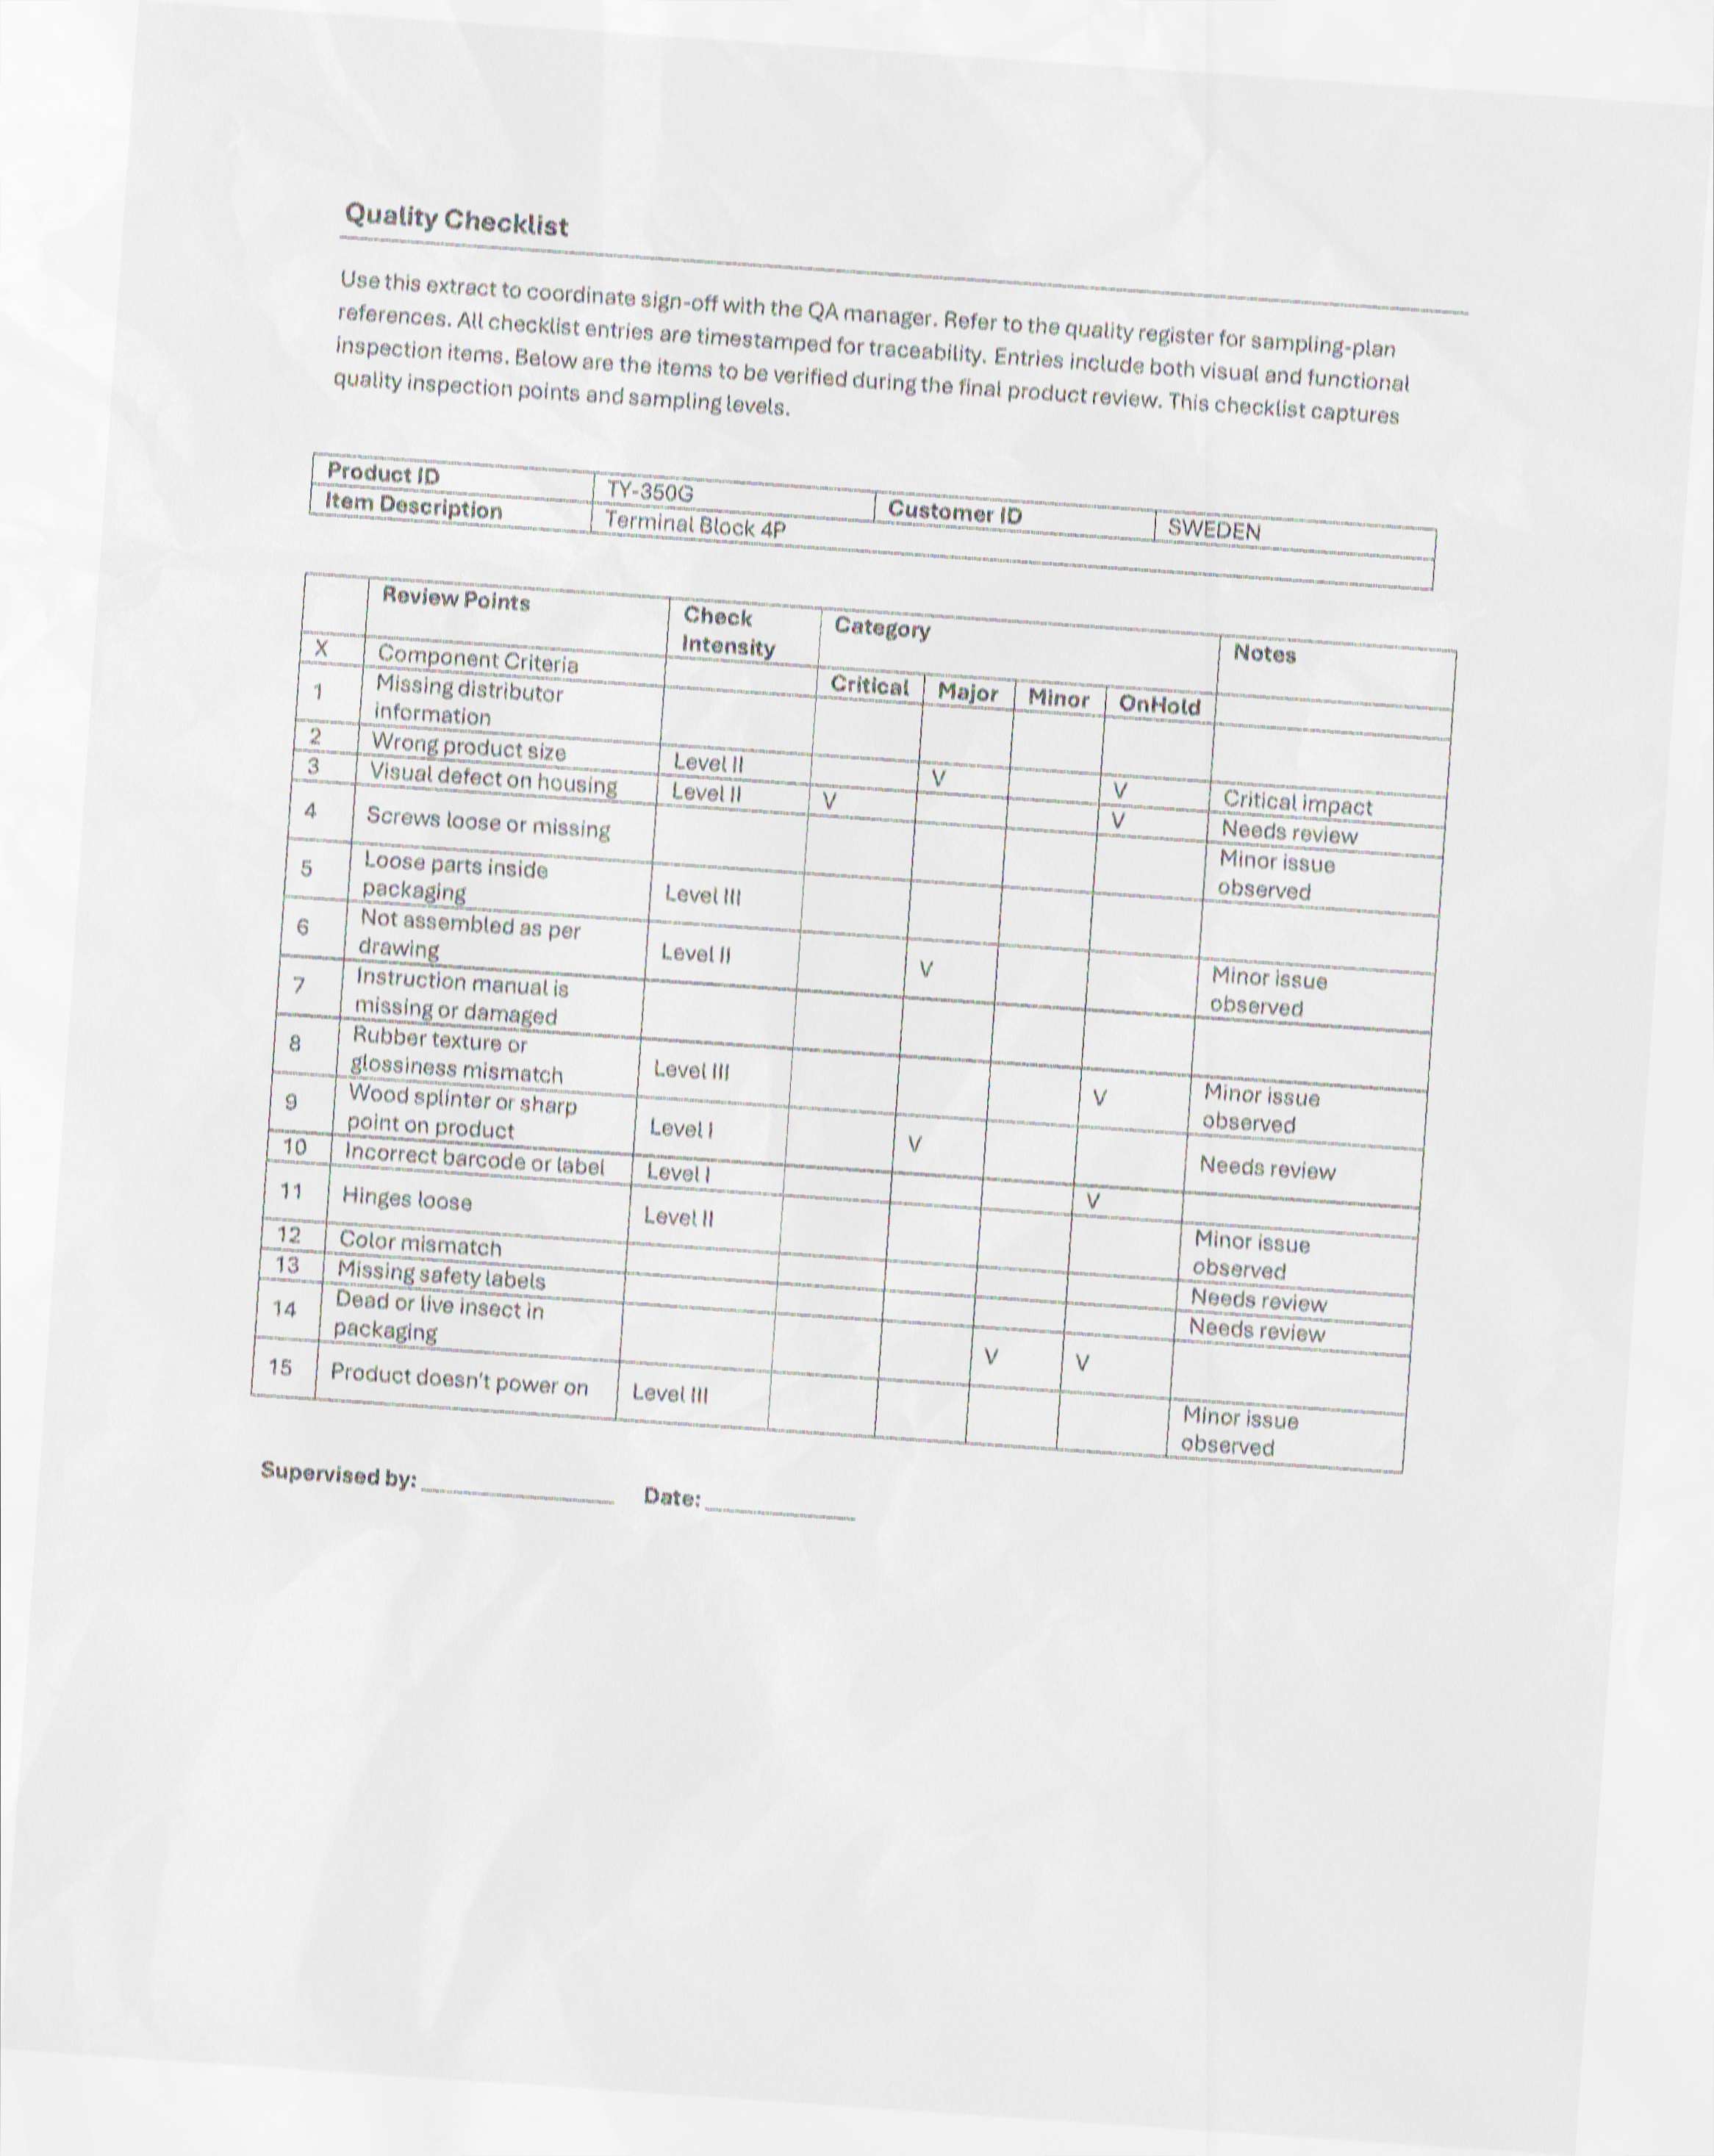 Quality Checklist
Use this extract to coordinate sign-off with the QA manager. Refer to the quality register for sampling-plan
references. All checklist entries are timestamped for traceability. Entries include both visual and functional
inspection items. Below are the items to be verified during the final product review. This checklist captures
quality inspection points and sampling levels.
Product ID TY-350G Customer ID SWEDEN
Item Description Terminal Block 4P
Review Points Check Category Notes
Intensity
X Component Criteria Critical Major Minor OnHold
1 Missing distributor
information
2 Wrong product size Level II V V Critical impact
3 Visual defect on housing Level II V V Needs review
4 Screws loose or missing Minor issue
observed
5 Loose parts inside Level III
packaging
6 Not assembled as per Level II V Minor issue
drawing observed
7 Instruction manual is
missing or damaged
8 Rubber texture or Level III V Minor issue
glossiness mismatch observed
9 Wood splinter or sharp Level I V Needs review
point on product
10 Incorrect barcode or label Level I V
11 Hinges loose Level II Minor issue
observed
12 Color mismatch Needs review
13 Missing safety labels Needs review
14 Dead or live insect in V V
packaging
15 Product doesn't power on Level III Minor issue
observed
Supervised by: Date: